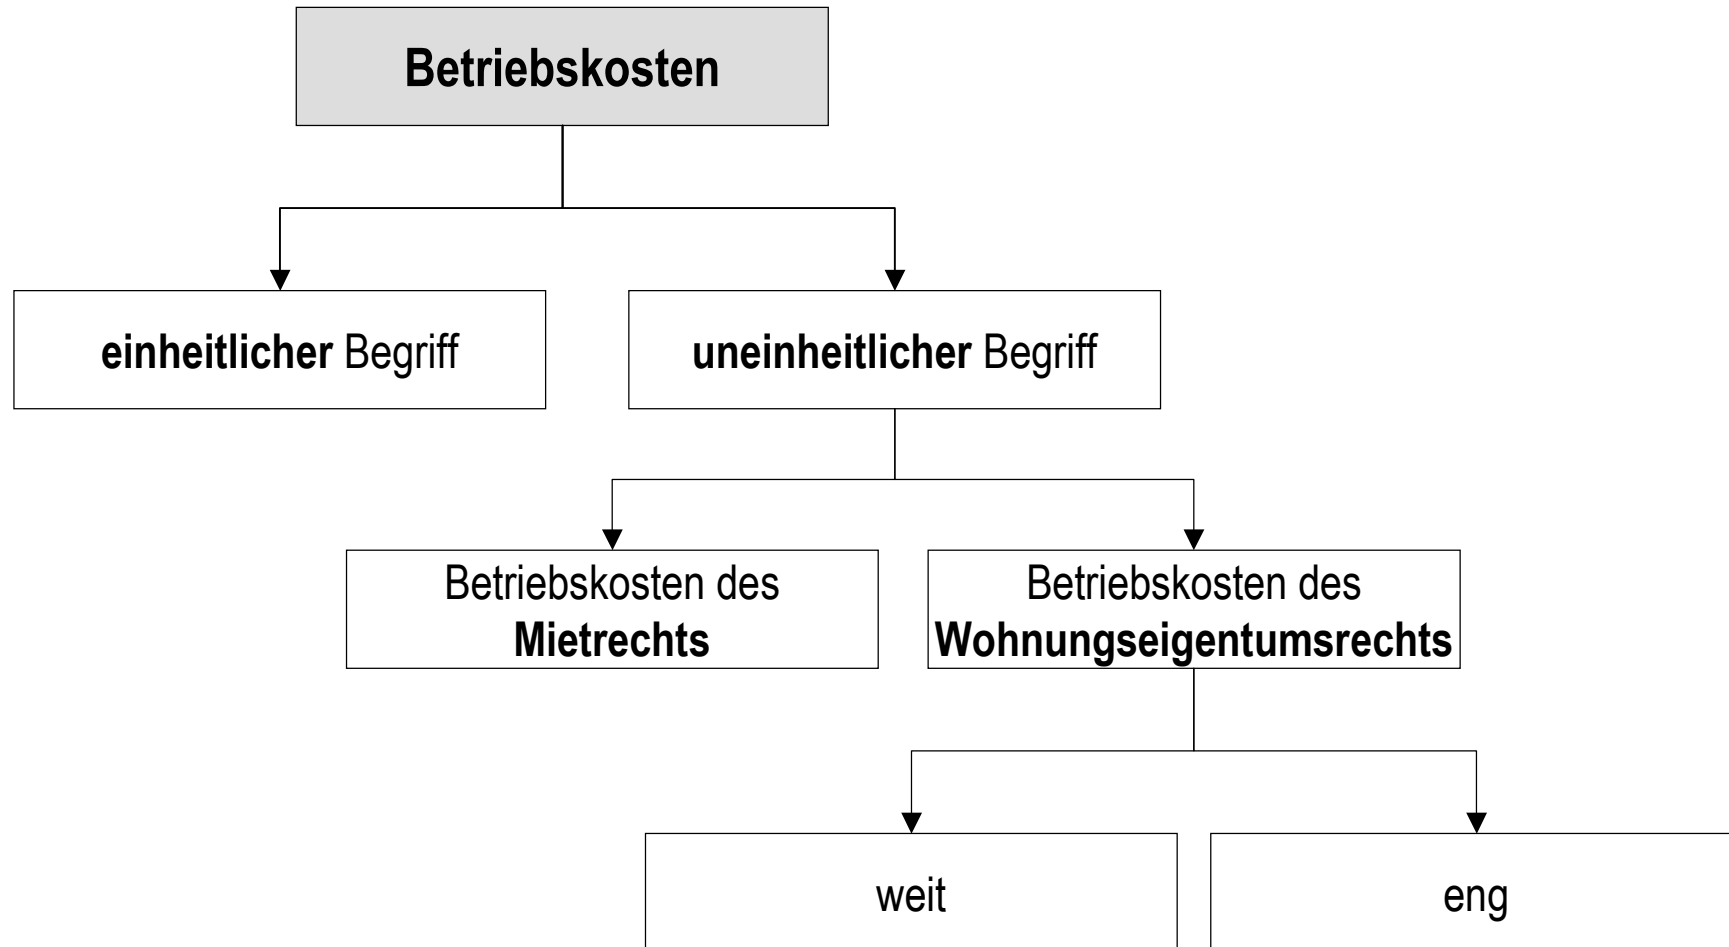 Betriebskosten
einheitlicher Begriff
uneinheitlicher Begriff
Betriebskosten des
Mietrechts
Betriebskosten des
Wohnungseigentumsrechts
weit
eng